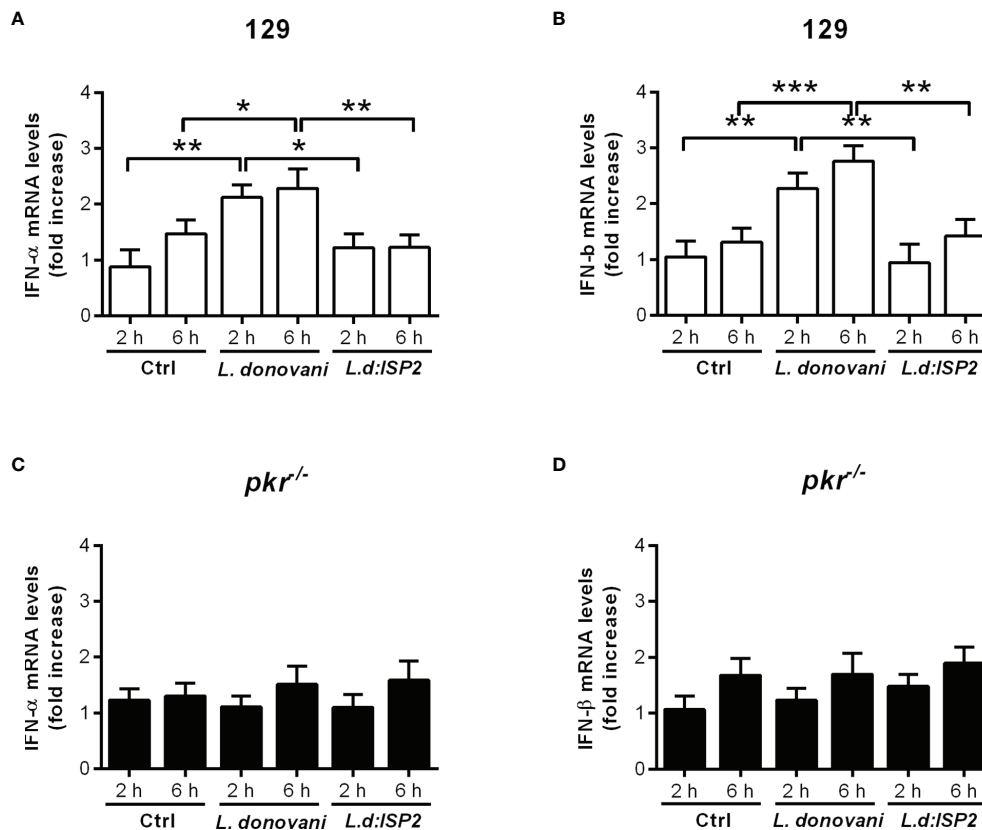 A
129
IFN-α mRNA levels
(fold increase)
4
3
2
1
0
* **
** *
2 h 6 h 2 h 6 h 2 h 6 h
Ctrl L. donovani L.d:ISP2
B
129
IFN-b mRNA levels
(fold increase)
4
3
2
1
0
*** **
** **
2 h 6 h 2 h 6 h 2 h 6 h
Ctrl L. donovani L.d:ISP2
C
pkr-/-
IFN-α mRNA levels
(fold increase)
4
3
2
1
0
2 h 6 h 2 h 6 h 2 h 6 h
Ctrl L. donovani L.d:ISP2
D
pkr-/-
IFN-β mRNA levels
(fold increase)
4
3
2
1
0
2 h 6 h 2 h 6 h 2 h 6 h
Ctrl L. donovani L.d:ISP2